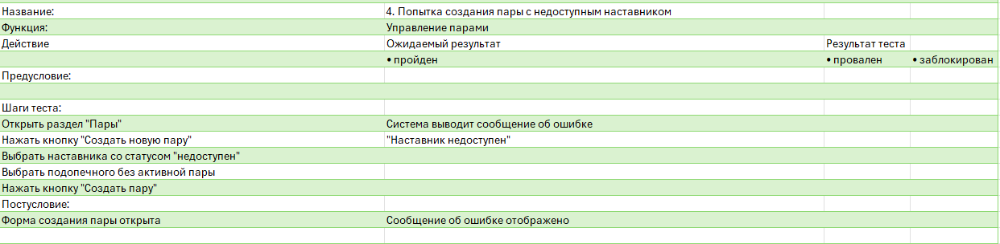 Название: 4. Попытка создания пары с недоступным наставником
Функция: Управление парами
Действие Ожидаемый результат Результат теста
• пройден • провален • заблокирован
Предусловие:
Шаги теста:
Открыть раздел "Пары" Система выводит сообщение об ошибке
Нажать кнопку "Создать новую пару" "Наставник недоступен"
Выбрать наставника со статусом "недоступен"
Выбрать подопечного без активной пары
Нажать кнопку "Создать пару"
Постусловие:
Форма создания пары открыта Сообщение об ошибке отображено